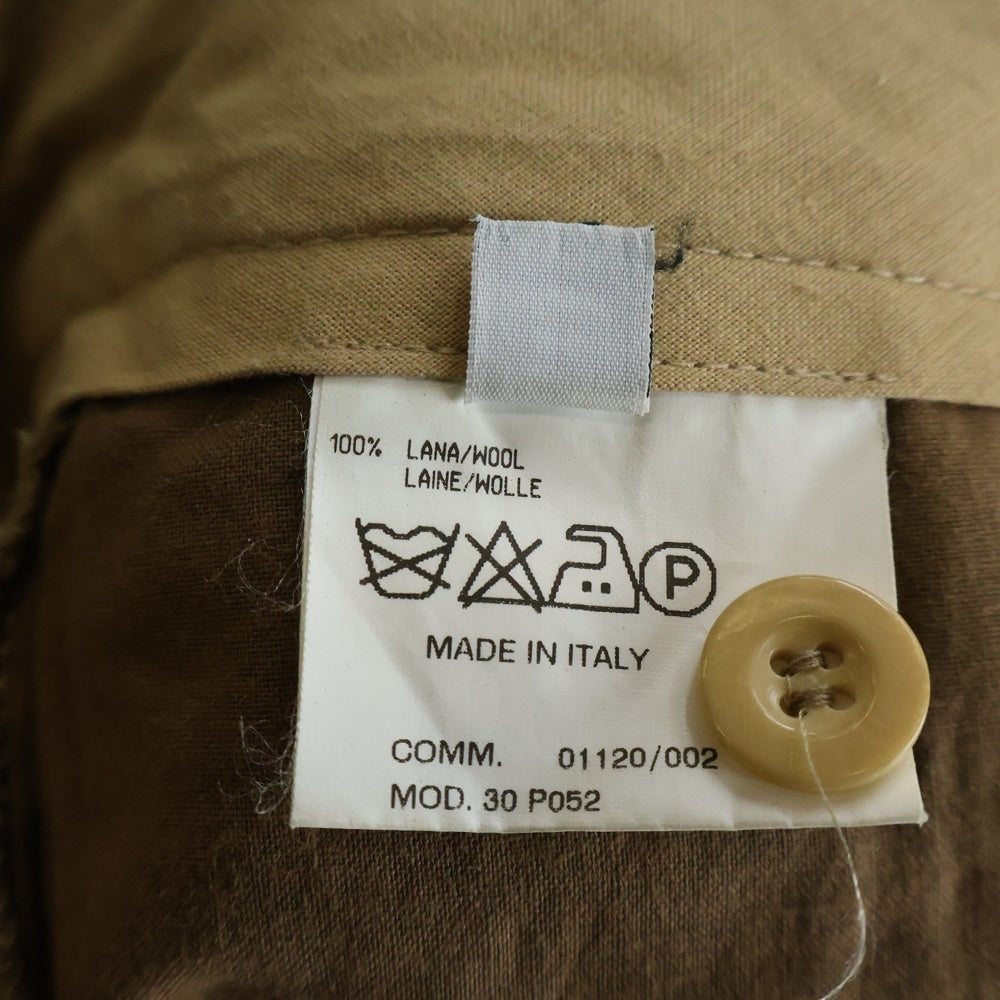 100% LANA/WOOL
LAINE/WOLLE
P
MADE IN ITALY
COMM. 01120/002
MOD. 30 P052